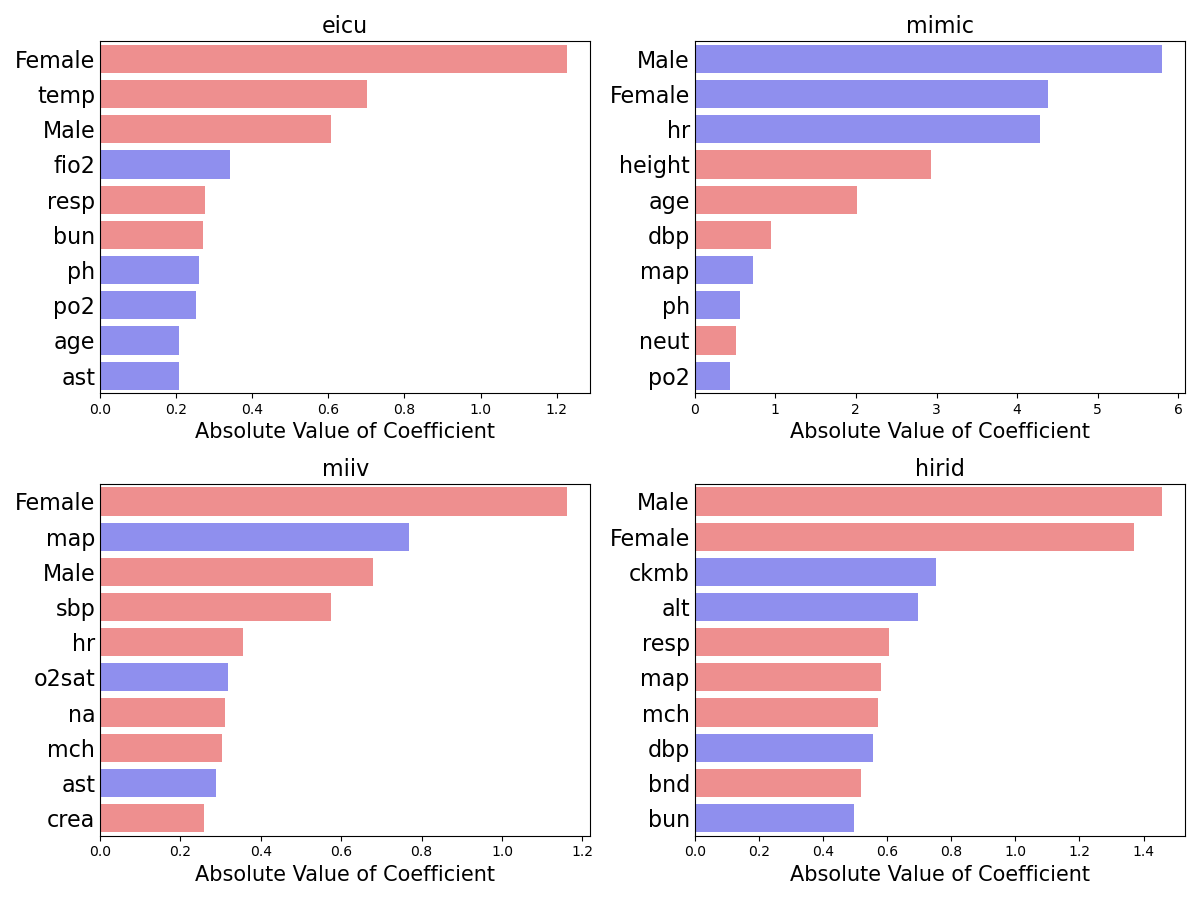 eicu
Female
temp
Male
fio2
resp
bun
ph
po2
age
ast
0.0 0.2 0.4 0.6 0.8 1.0 1.2
Absolute Value of Coefficient
mimic
Male
Female
hr
height
age
dbp
map
ph
neut
po2
0 1 2 3 4 5 6
Absolute Value of Coefficient
miiv
Female
map
Male
sbp
hr
o2sat
na
mch
ast
crea
0.0 0.2 0.4 0.6 0.8 1.0 1.2
Absolute Value of Coefficient
hirid
Male
Female
ckmb
alt
resp
map
mch
dbp
bnd
bun
0.0 0.2 0.4 0.6 0.8 1.0 1.2 1.4
Absolute Value of Coefficient